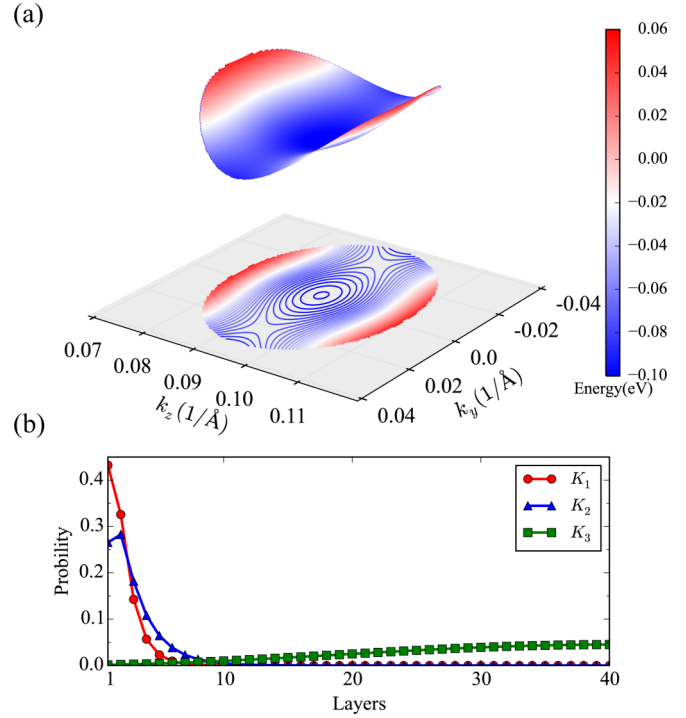 (a)
0.06
0.04
0.02
0.00
−0.02
−0.04
−0.06
−0.08
−0.10
Energy(eV)
0.07
0.08
0.09
0.10
0.11
k_z (1/Å)
-0.04
-0.02
0.0
0.02
0.04
k_y (1/Å)
(b)
0.4
0.3
0.2
0.1
0.0
Probility
K_1
K_2
K_3
1 10 20 30 40
Layers